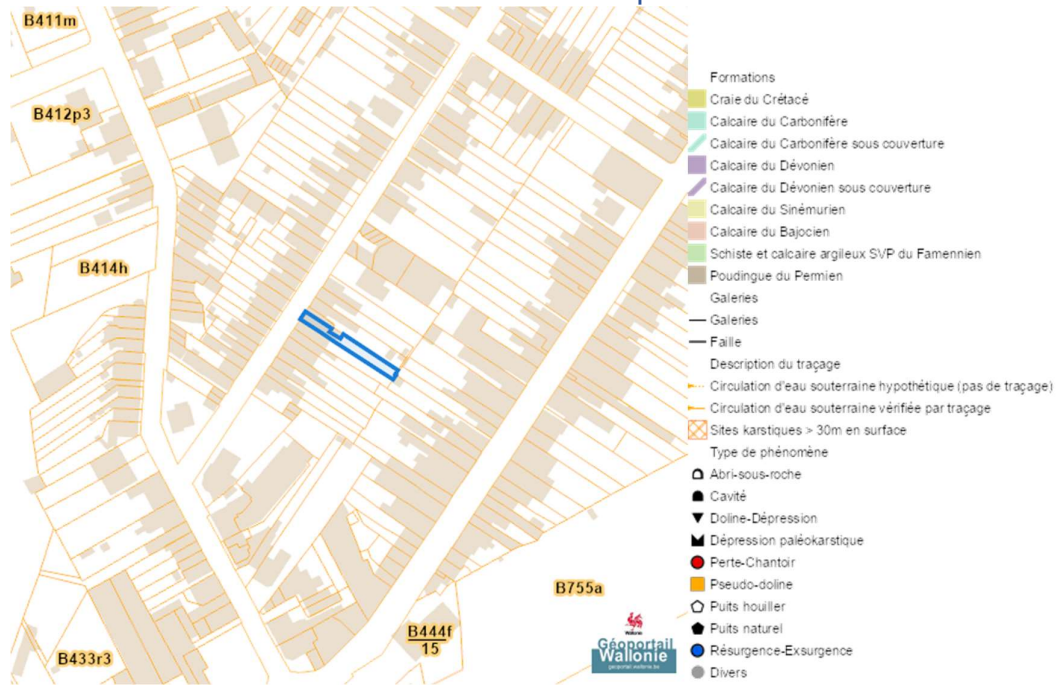 B411m
B412p3
B414h
B755a
B444f
15
B433r3
Wallonie
Géoportail
Wallonie
geoportail.wallonie.be
Formations
Craie du Crétacé
Calcaire du Carbonifère
Calcaire du Carbonifère sous couverture
Calcaire du Dévonien
Calcaire du Dévonien sous couverture
Calcaire du Sinémurien
Calcaire du Bajocien
Schiste et calcaire argileux SVP du Famennien
Poudingue du Permien
Galeries
Galeries
Faille
Description du traçage
Circulation d'eau souterraine hypothétique (pas de traçage)
Circulation d'eau souterraine vérifiée par traçage
Sites karstiques > 30m en surface
Type de phénomène
Abri-sous-roche
Cavité
Doline-Dépression
Dépression paléokarstique
Perte-Chantoir
Pseudo-doline
Puits houiller
Puits naturel
Résurgence-Exsurgence
Divers